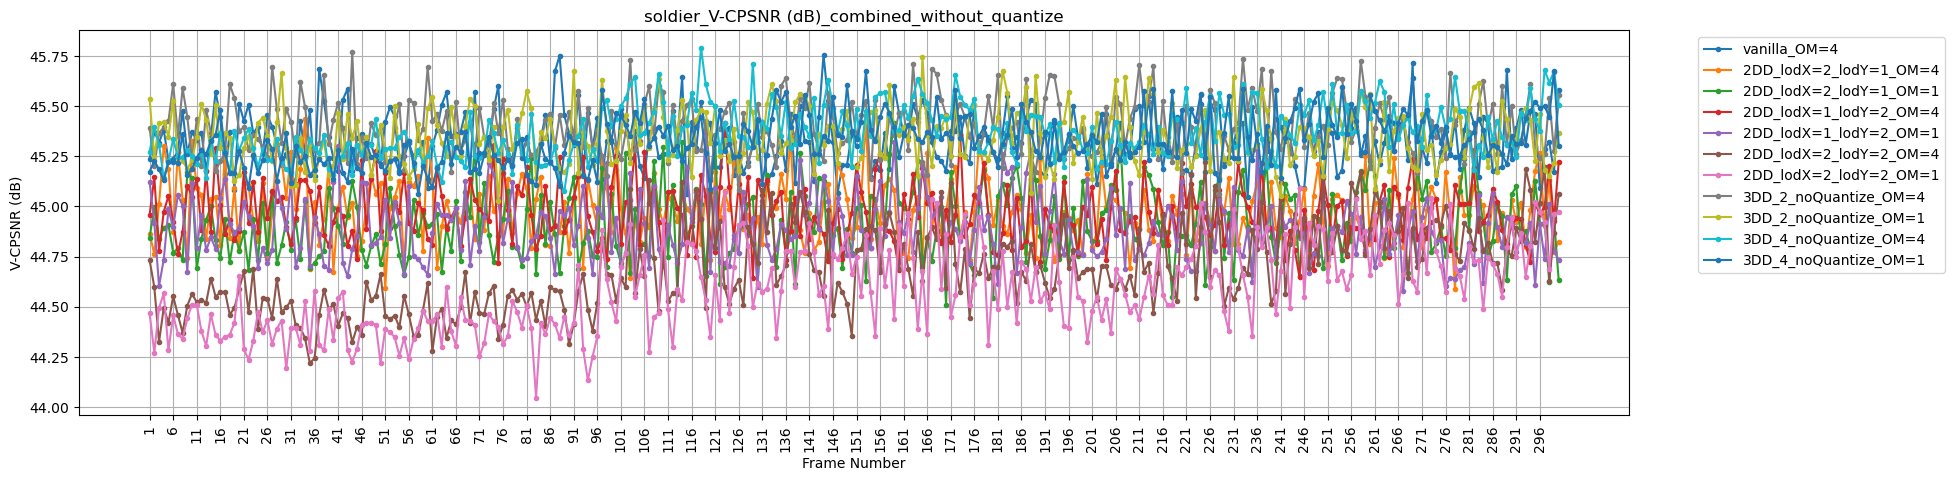 soldier_V-CPSNR (dB)_combined_without_quantize
V-CPSNR (dB)
45.75
45.50
45.25
45.00
44.75
44.50
44.25
44.00
1 6 11 16 21 26 31 36 41 46 51 56 61 66 71 76 81 86 91 96 101 106 111 116 121 126 131 136 141 146 151 156 161 166 171 176 181 186 191 196 201 206 211 216 221 226 231 236 241 246 251 256 261 266 271 276 281 286 291 296
Frame Number
vanilla_OM=4
2DD_lodX=2_lodY=1_OM=4
2DD_lodX=2_lodY=1_OM=1
2DD_lodX=1_lodY=2_OM=4
2DD_lodX=1_lodY=2_OM=1
2DD_lodX=2_lodY=2_OM=4
2DD_lodX=2_lodY=2_OM=1
3DD_2_noQuantize_OM=4
3DD_2_noQuantize_OM=1
3DD_4_noQuantize_OM=4
3DD_4_noQuantize_OM=1